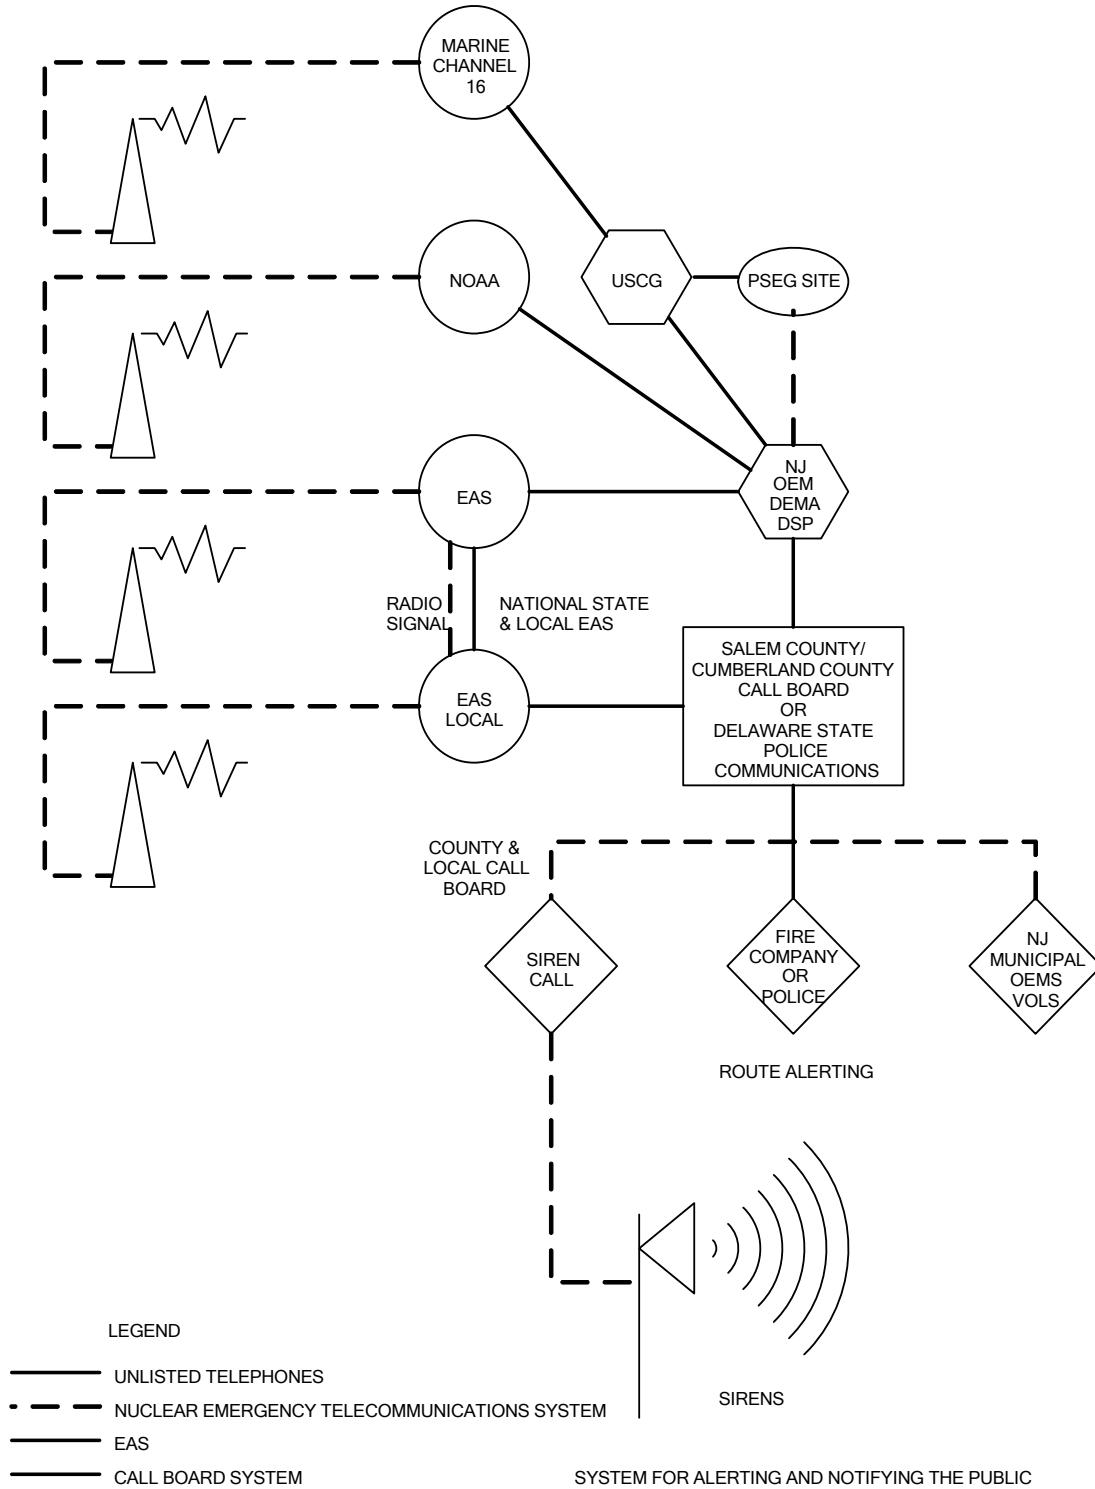 MARINE
CHANNEL
16
NOAA
USCG
PSEG SITE
EAS
NJ
OEM
DEMA
DSP
RADIO
SIGNAL
NATIONAL STATE
& LOCAL EAS
EAS
LOCAL
SALEM COUNTY/
CUMBERLAND COUNTY
CALL BOARD
OR
DELAWARE STATE
POLICE
COMMUNICATIONS
COUNTY &
LOCAL CALL
BOARD
SIREN
CALL
FIRE
COMPANY
OR
POLICE
NJ
MUNICIPAL
OEMS
VOLS
ROUTE ALERTING
SIRENS
LEGEND
UNLISTED TELEPHONES
NUCLEAR EMERGENCY TELECOMMUNICATIONS SYSTEM
EAS
CALL BOARD SYSTEM
SYSTEM FOR ALERTING AND NOTIFYING THE PUBLIC